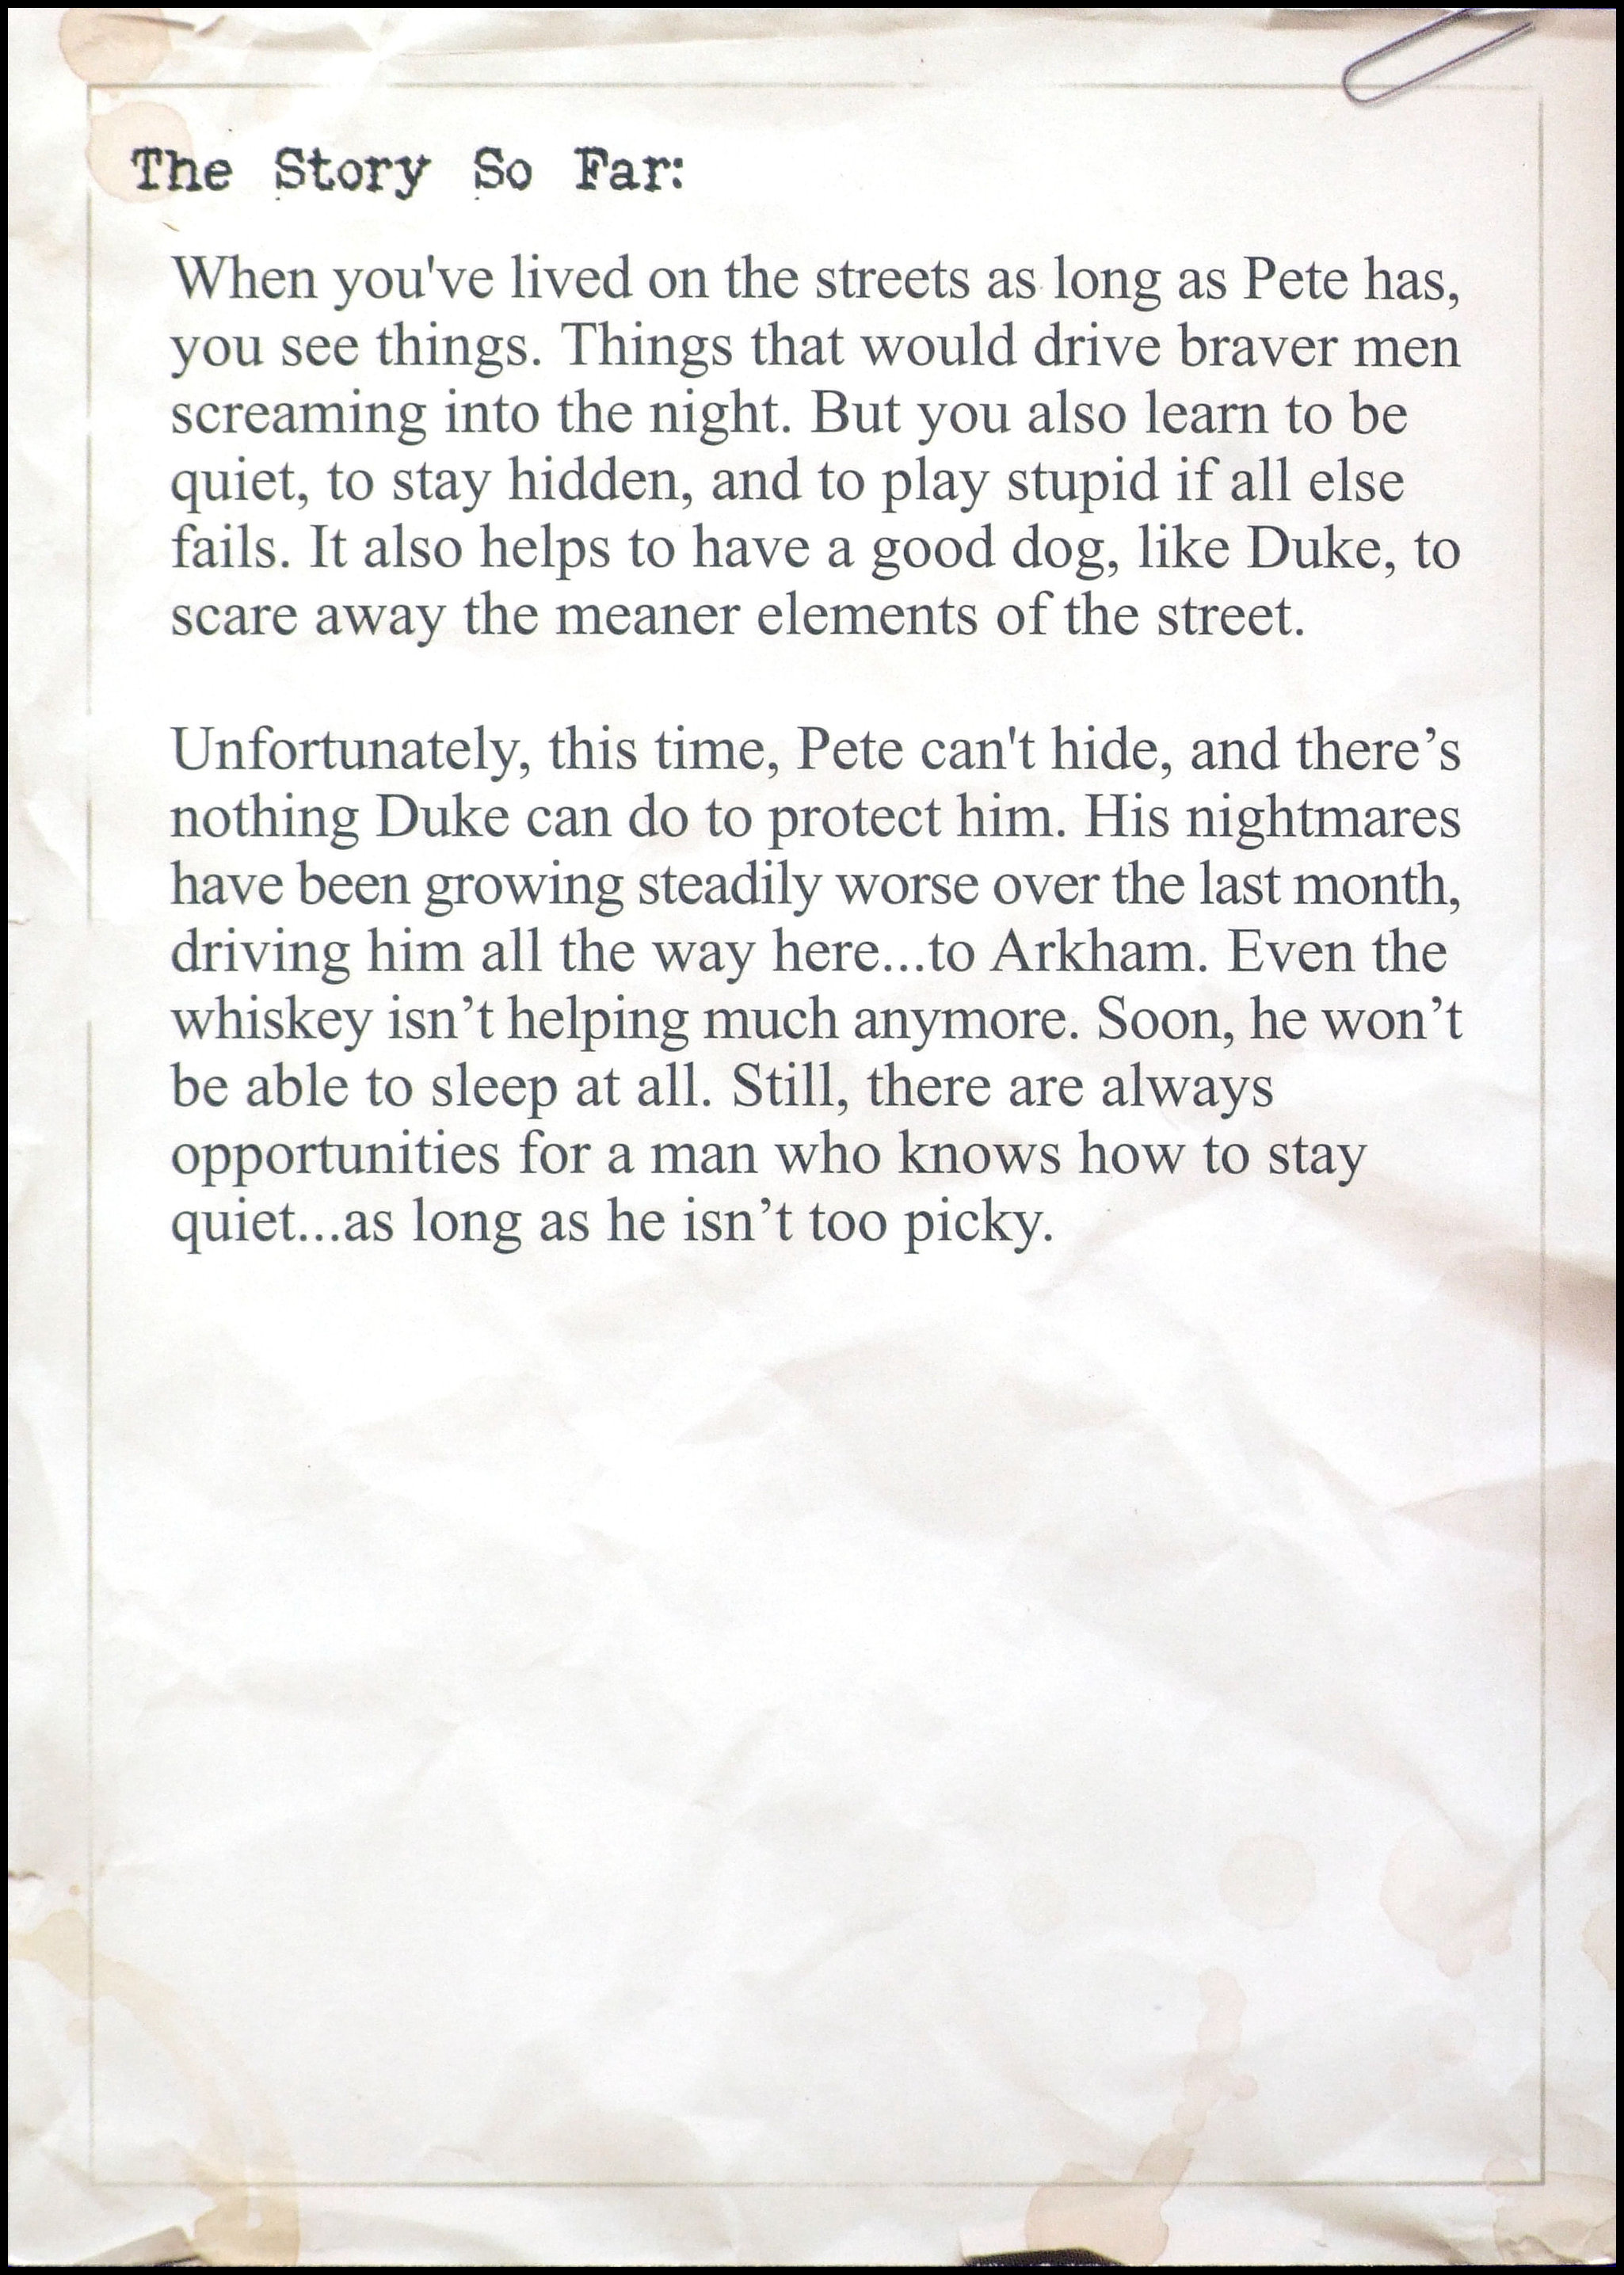 The Story So Far:
When you've lived on the streets as long as Pete has,
you see things. Things that would drive braver men
screaming into the night. But you also learn to be
quiet, to stay hidden, and to play stupid if all else
fails. It also helps to have a good dog, like Duke, to
scare away the meaner elements of the street.
Unfortunately, this time, Pete can't hide, and there’s
nothing Duke can do to protect him. His nightmares
have been growing steadily worse over the last month,
driving him all the way here...to Arkham. Even the
whiskey isn’t helping much anymore. Soon, he won’t
be able to sleep at all. Still, there are always
opportunities for a man who knows how to stay
quiet...as long as he isn’t too picky.